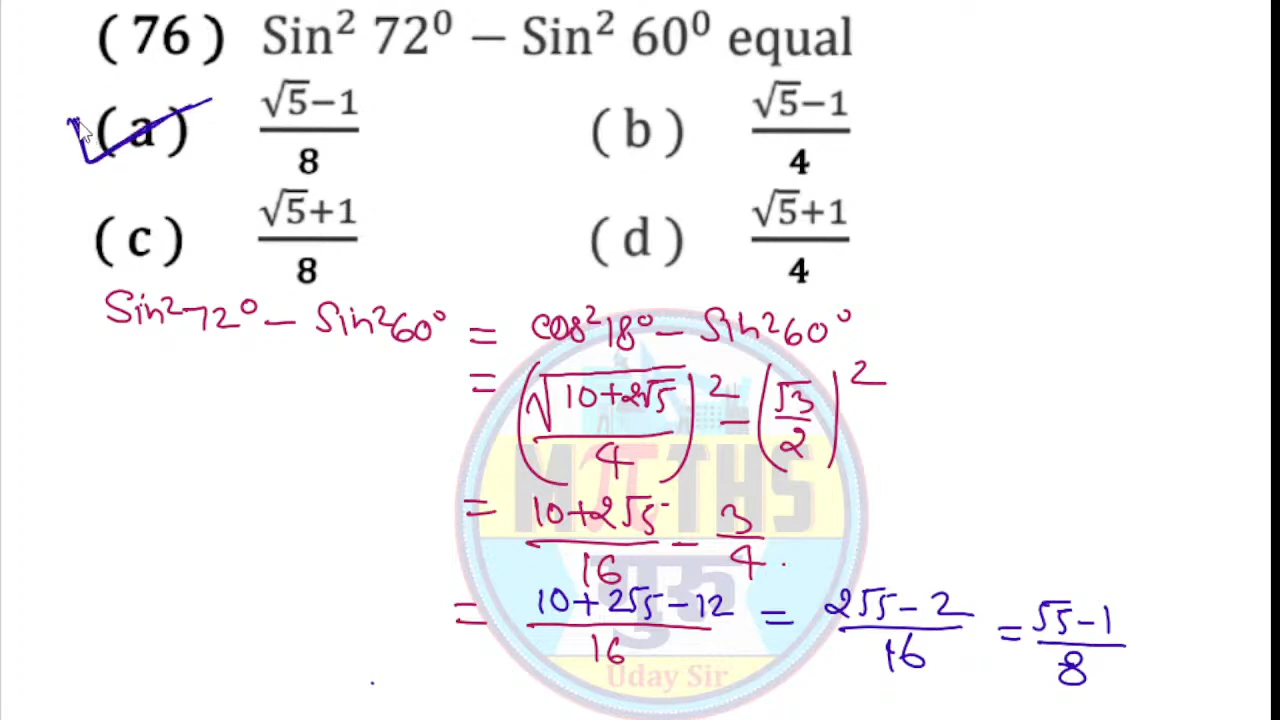 (76) Sin² 72⁰ − Sin² 60⁰ equal
(a) (√5−1)/8 (b) (√5−1)/4
(c) (√5+1)/8 (d) (√5+1)/4
Sin²72° − Sin²60° = cos²18° − Sin²60°
= (√(10+2√5)/4)² − (√3/2)²
= (10+2√5)/16 − 3/4.
= (10+2√5−12)/16 = (2√5−2)/16 = (√5−1)/8
MπTHS
गुरु
Uday Sir